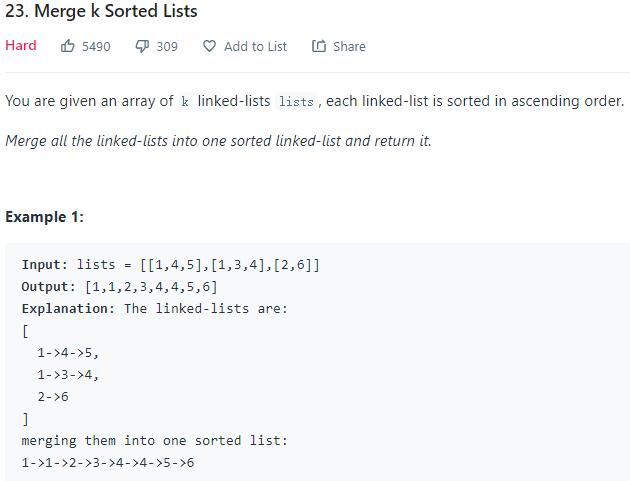 23. Merge k Sorted Lists
Hard 5490 309 Add to List Share
You are given an array of k linked-lists lists, each linked-list is sorted in ascending order.
Merge all the linked-lists into one sorted linked-list and return it.
Example 1:
Input: lists = [[1,4,5],[1,3,4],[2,6]]
Output: [1,1,2,3,4,4,5,6]
Explanation: The linked-lists are:
[
  1->4->5,
  1->3->4,
  2->6
]
merging them into one sorted list:
1->1->2->3->4->4->5->6